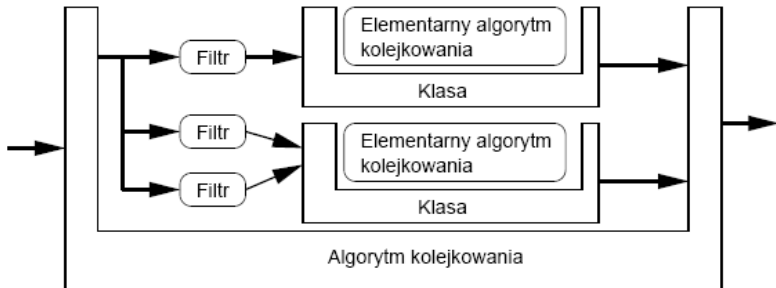 Elementarny algorytm
kolejkowania
Filtr
Klasa
Filtr
Elementarny algorytm
kolejkowania
Filtr
Klasa
Algorytm kolejkowania